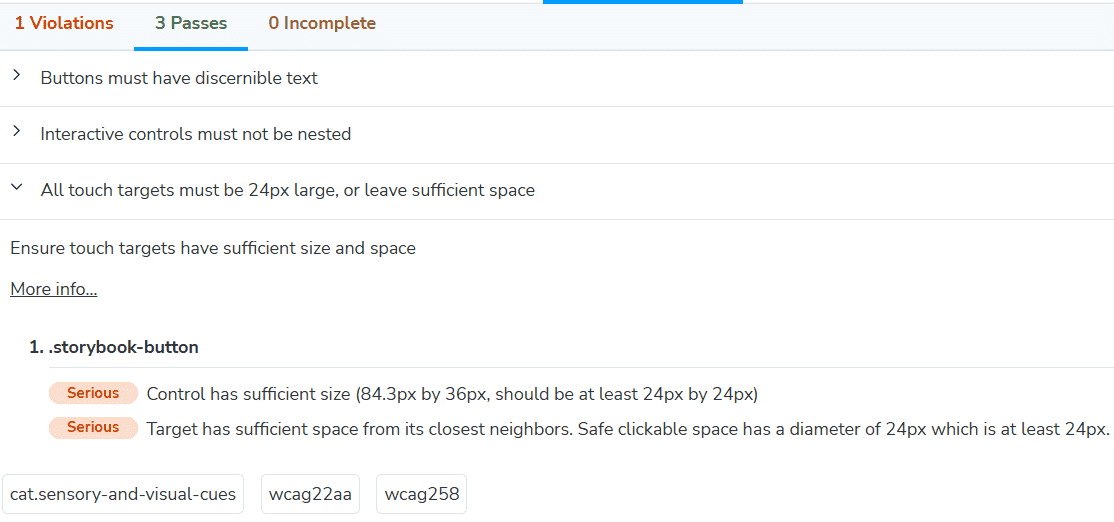 1 Violations 3 Passes 0 Incomplete
Buttons must have discernible text
Interactive controls must not be nested
All touch targets must be 24px large, or leave sufficient space
Ensure touch targets have sufficient size and space
More info...
1. .storybook-button
Serious Control has sufficient size (84.3px by 36px, should be at least 24px by 24px)
Serious Target has sufficient space from its closest neighbors. Safe clickable space has a diameter of 24px which is at least 24px.
cat.sensory-and-visual-cues wcag22aa wcag258